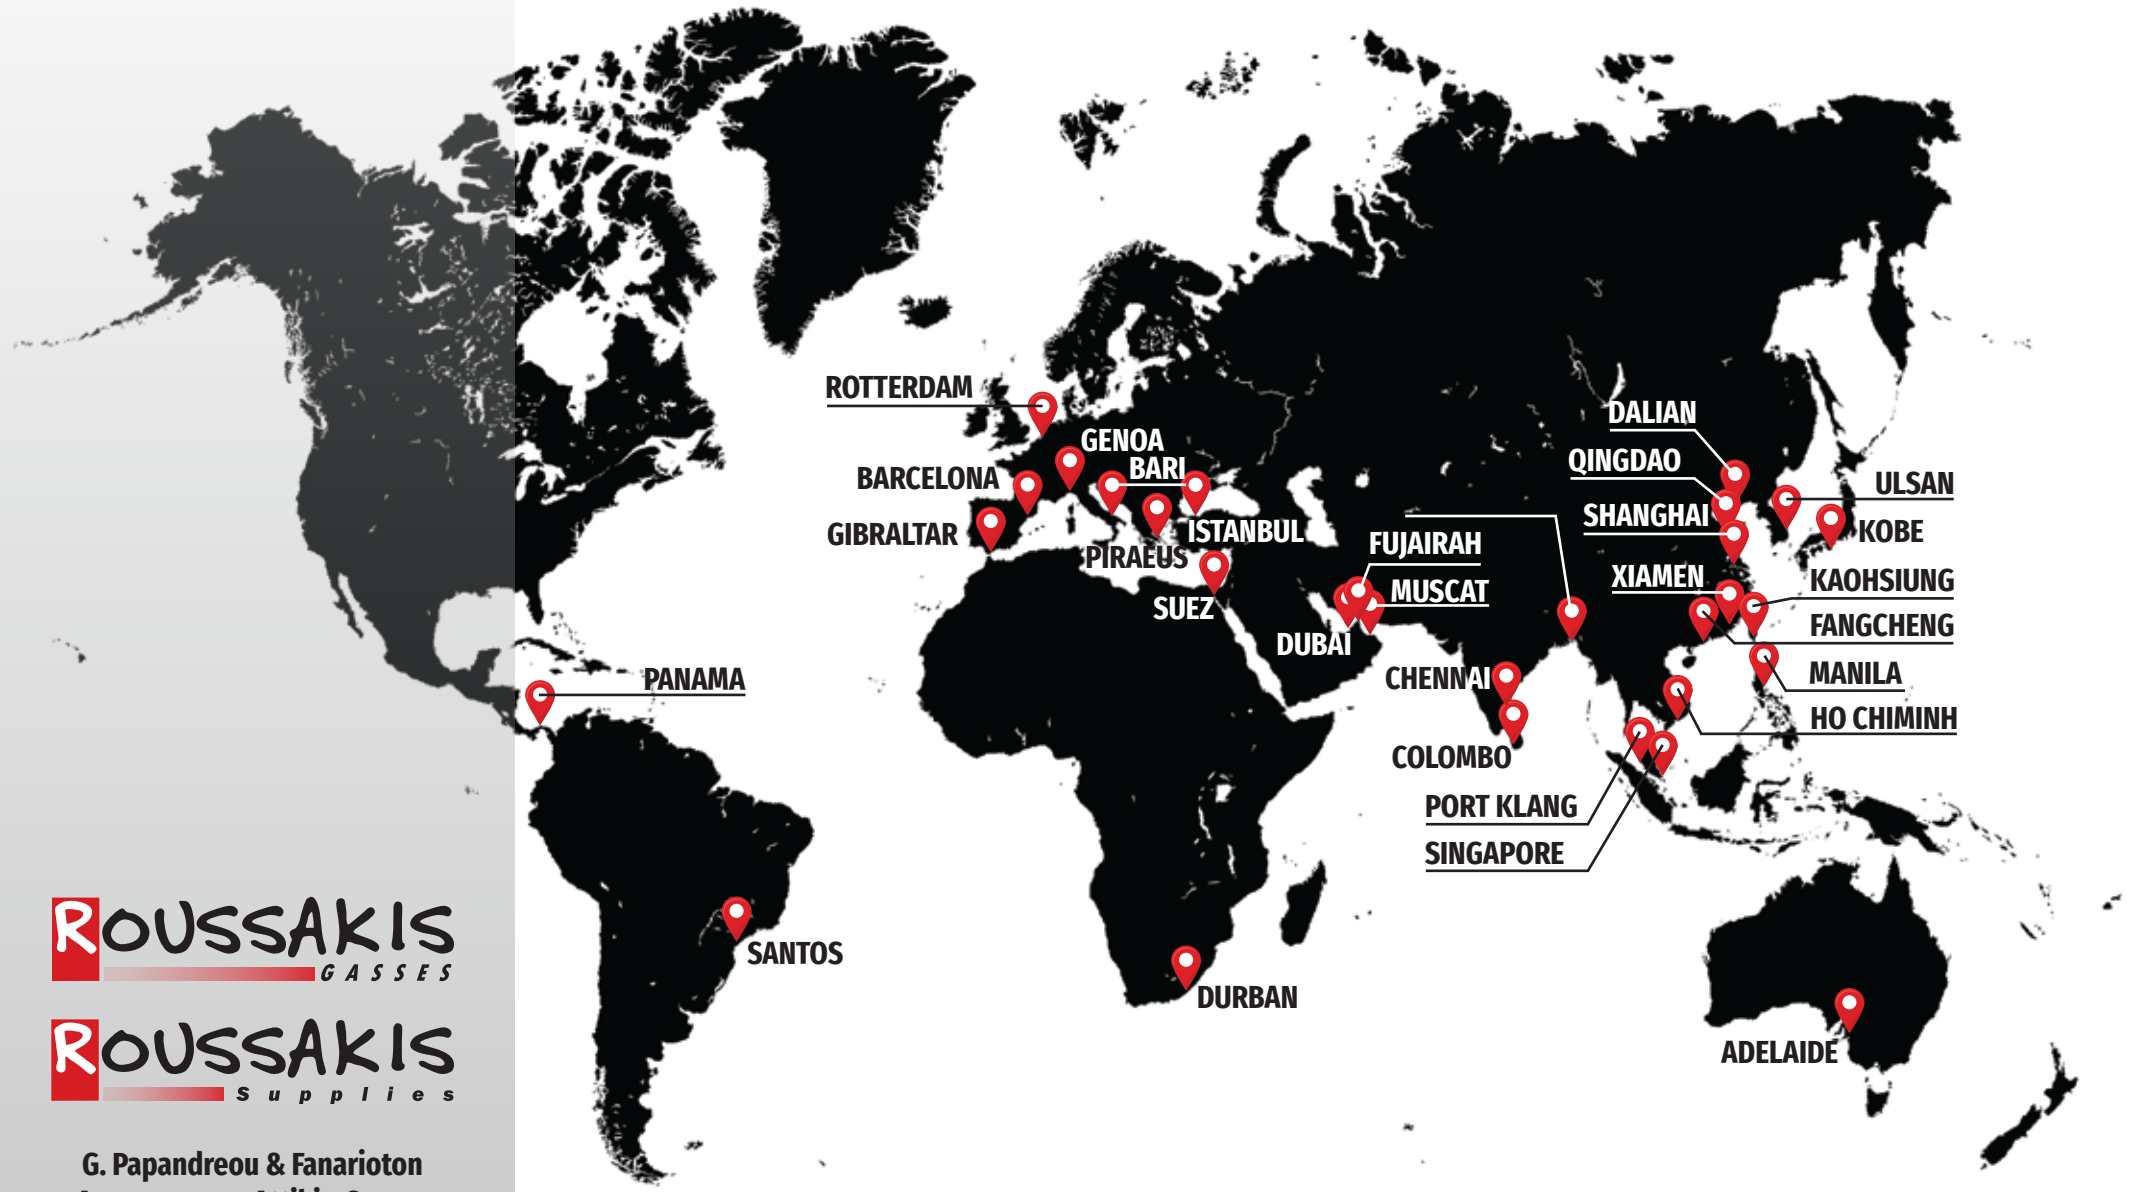 ROTTERDAM
GENOA
BARI
BARCELONA
GIBRALTAR
PIRAEUS
ISTANBUL
SUEZ
FUJAIRAH
MUSCAT
DUBAI
DALIAN
QINGDAO
SHANGHAI
ULSAN
KOBE
XIAMEN
KAOHSIUNG
FANGCHENG
MANILA
HO CHIMINH
CHENNAI
COLOMBO
PORT KLANG
SINGAPORE
PANAMA
SANTOS
DURBAN
ADELAIDE
ROUSSAKIS
GASSES
ROUSSAKIS
Supplies
G. Papandreou & Fanarioton